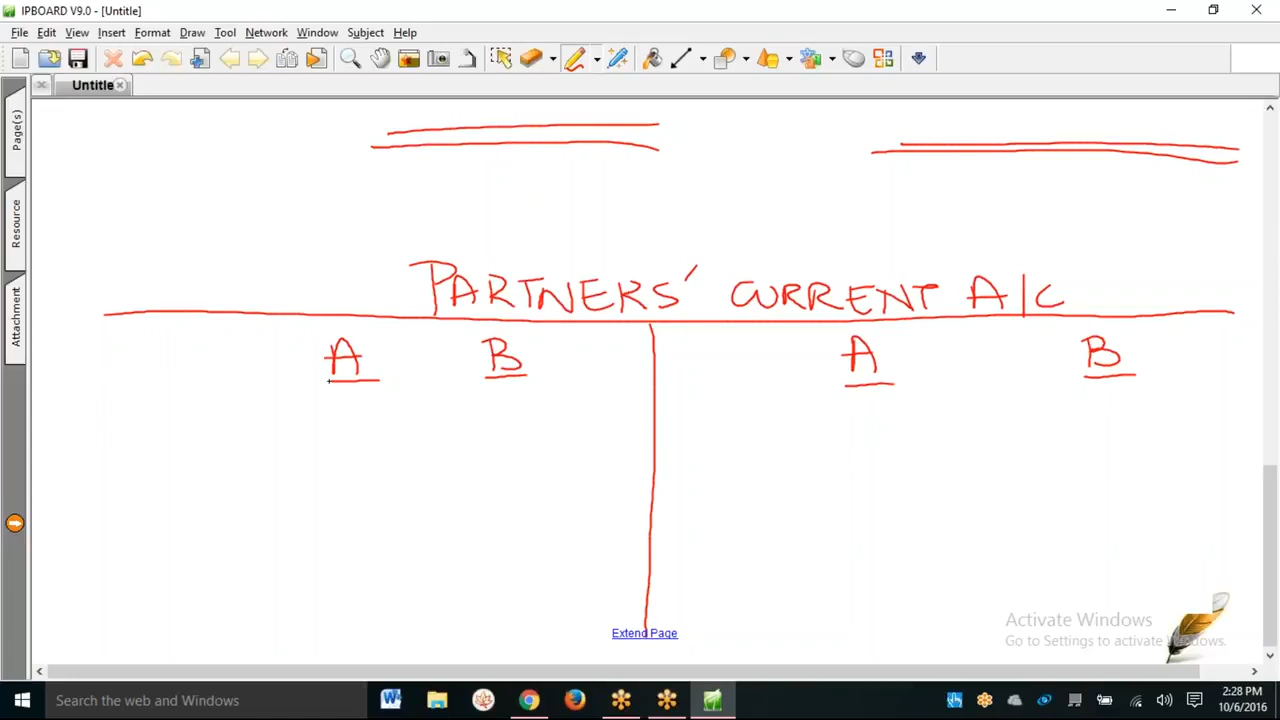 IPBOARD V9.0 - [Untitle]
File Edit View Insert Format Draw Tool Network Window Subject Help
Untitle
Page(s)
Resource
Attachment
PARTNERS' CURRENT A/C
A B A B
Extend Page
Activate Windows
Go to Settings to activate Windows.
Search the web and Windows
2:28 PM
10/6/2016